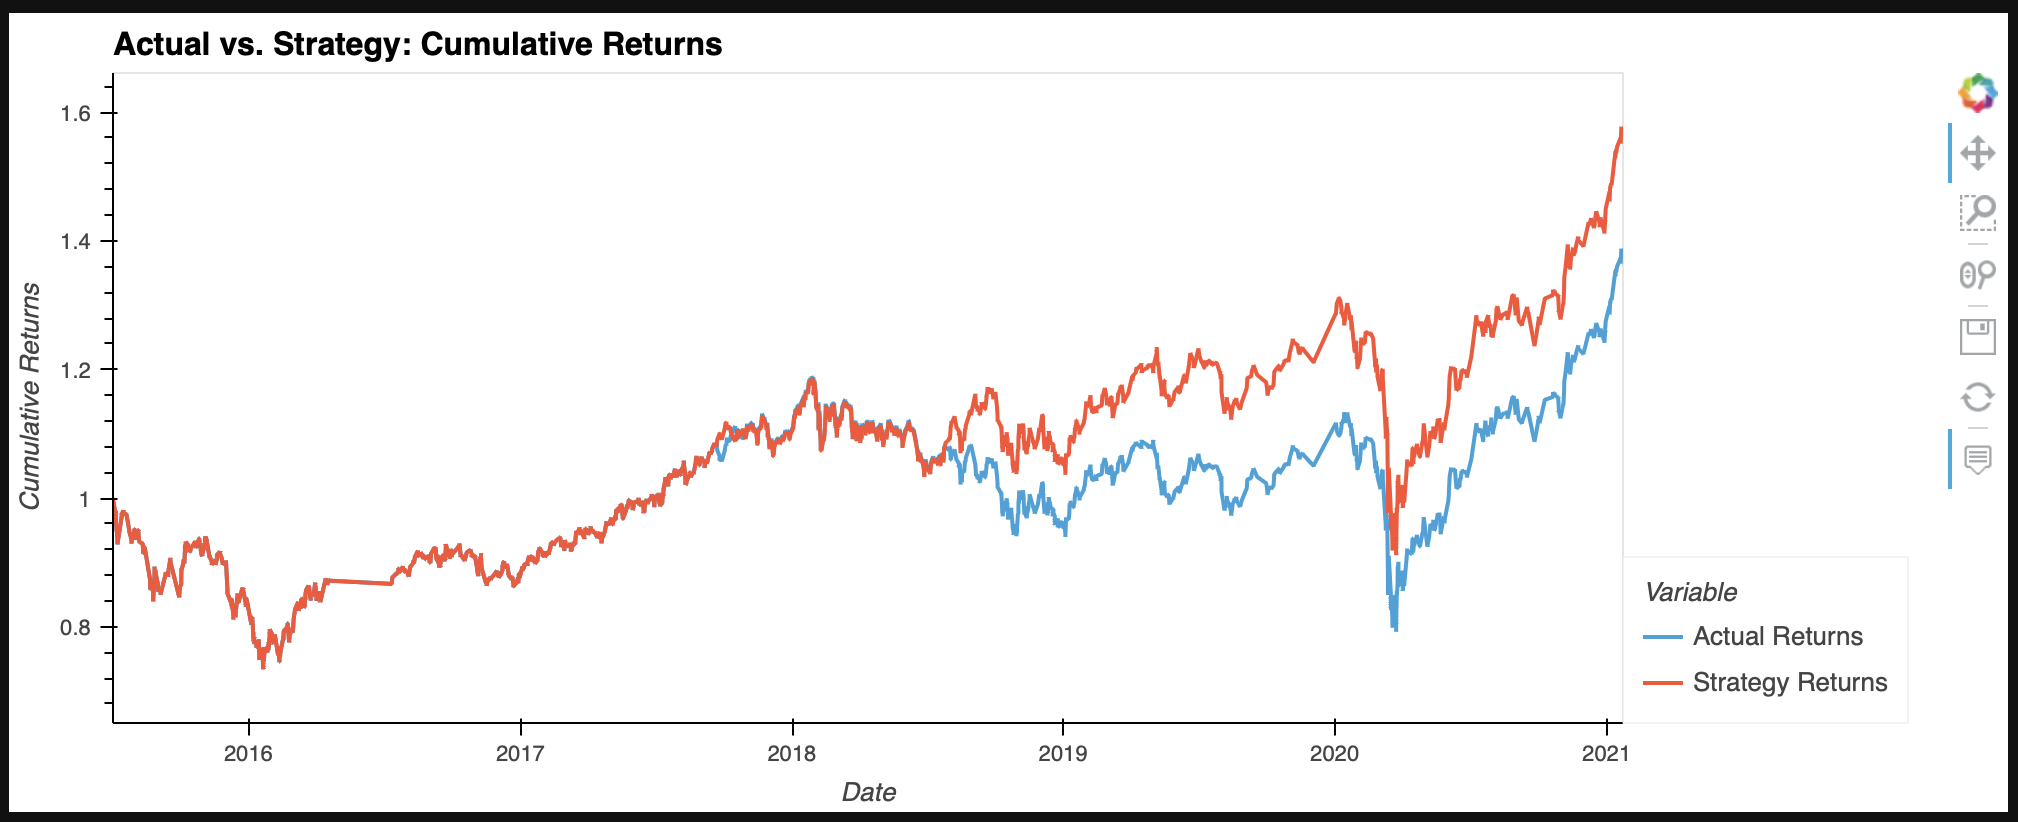 Actual vs. Strategy: Cumulative Returns
1.6
1.4
1.2
1
0.8
Cumulative Returns
2016
2017
2018
2019
2020
2021
Date
Variable
Actual Returns
Strategy Returns